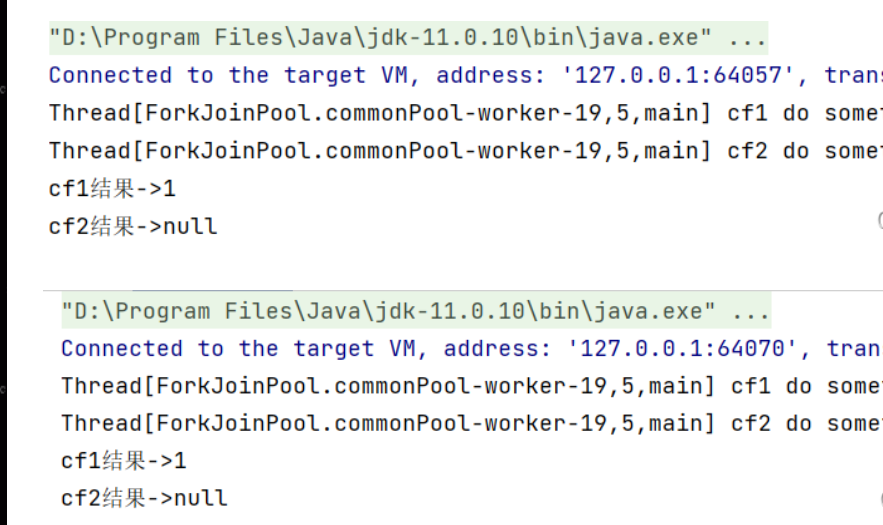 "D:\Program Files\Java\jdk-11.0.10\bin\java.exe" ...
Connected to the target VM, address: '127.0.0.1:64057', trans
Thread[ForkJoinPool.commonPool-worker-19,5,main] cf1 do somet
Thread[ForkJoinPool.commonPool-worker-19,5,main] cf2 do somet
cf1结果->1
cf2结果->null
"D:\Program Files\Java\jdk-11.0.10\bin\java.exe" ...
Connected to the target VM, address: '127.0.0.1:64070', tran
Thread[ForkJoinPool.commonPool-worker-19,5,main] cf1 do somet
Thread[ForkJoinPool.commonPool-worker-19,5,main] cf2 do somet
cf1结果->1
cf2结果->null